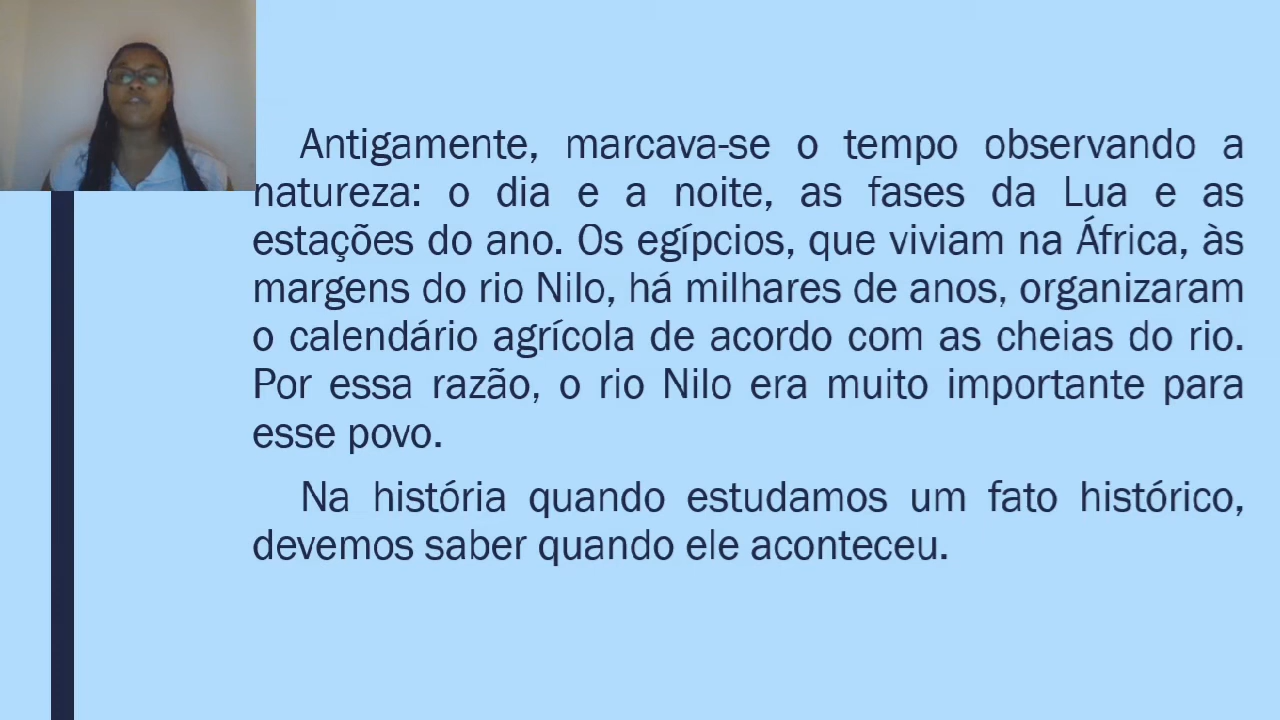 Antigamente, marcava-se o tempo observando a
natureza: o dia e a noite, as fases da Lua e as
estações do ano. Os egípcios, que viviam na África, às
margens do rio Nilo, há milhares de anos, organizaram
o calendário agrícola de acordo com as cheias do rio.
Por essa razão, o rio Nilo era muito importante para
esse povo.
Na história quando estudamos um fato histórico,
devemos saber quando ele aconteceu.